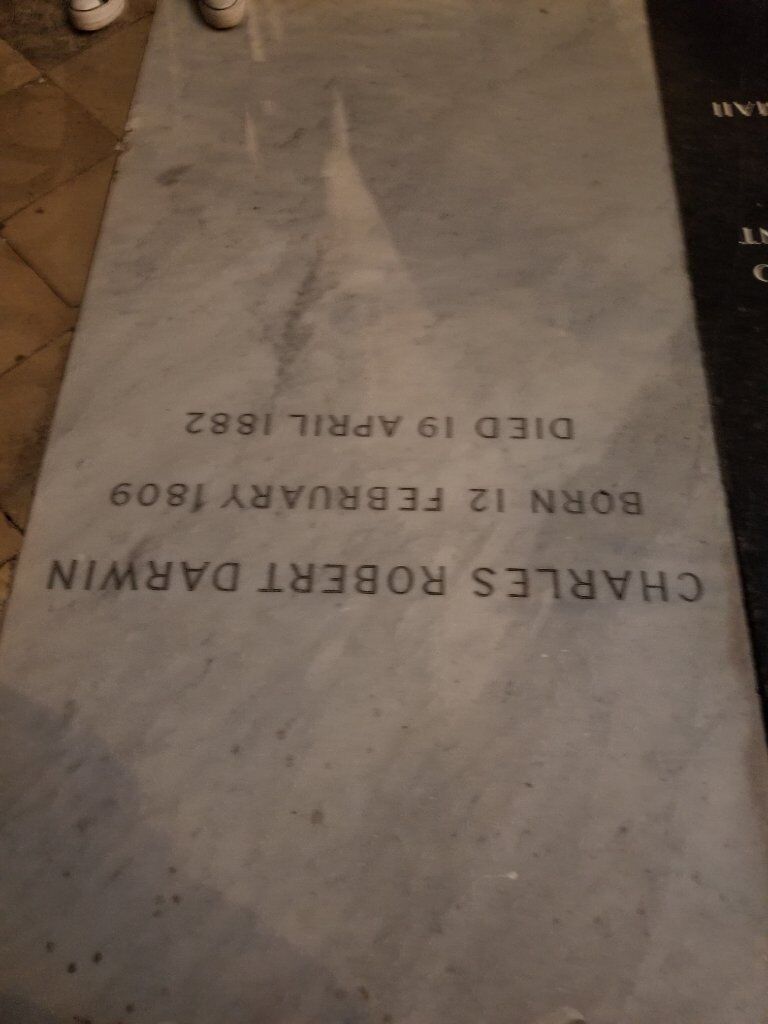 CHARLES ROBERT DARWIN
BORN 12 FEBRUARY 1809
DIED 19 APRIL 1882